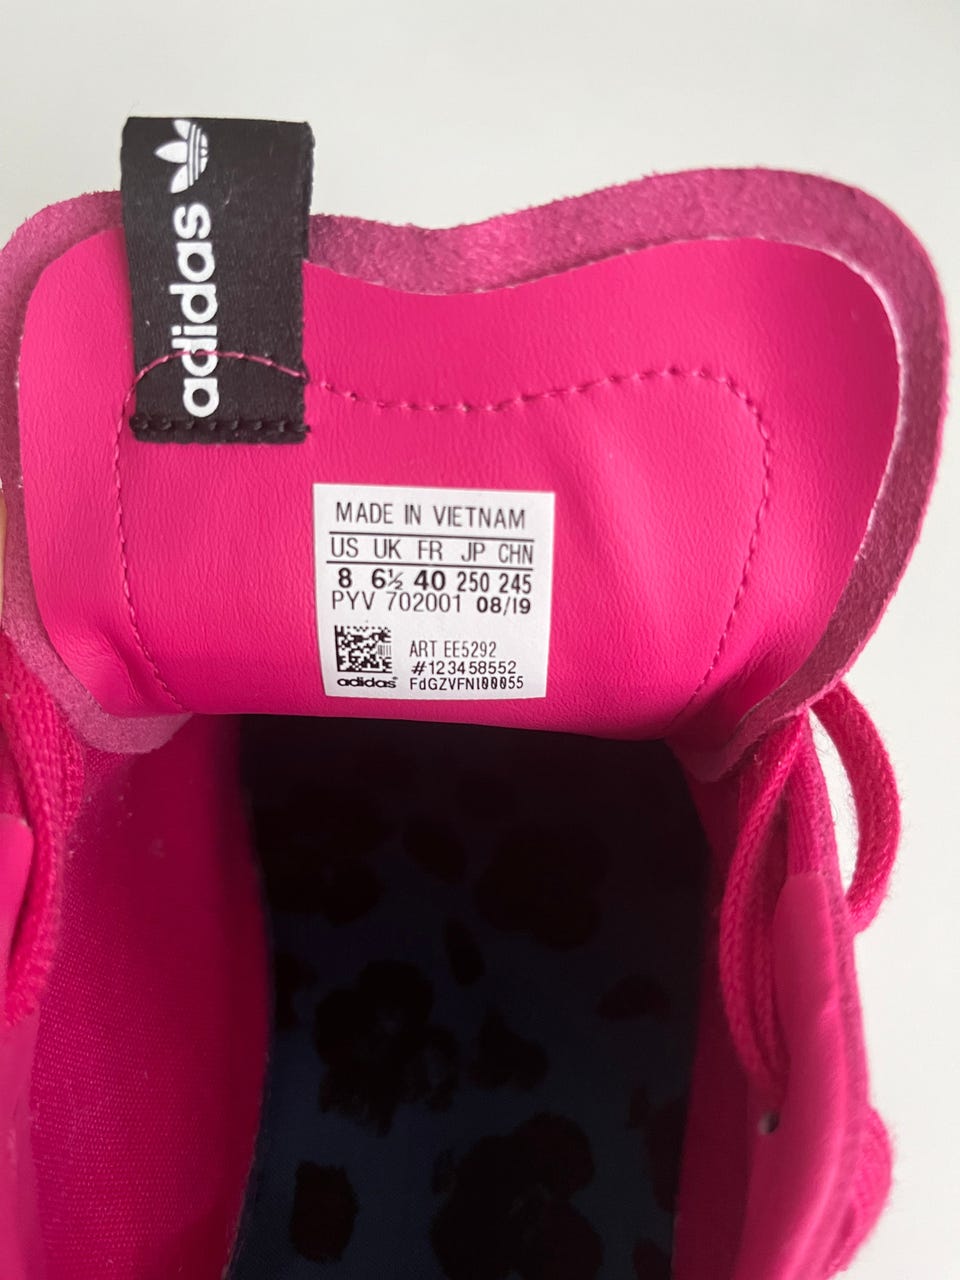 adidas
MADE IN VIETNAM
US UK FR JP CHN
8 6½ 40 250 245
PYV 702001 08/19
ART EE5292
#123458552
adidas® FdGZVFN100055